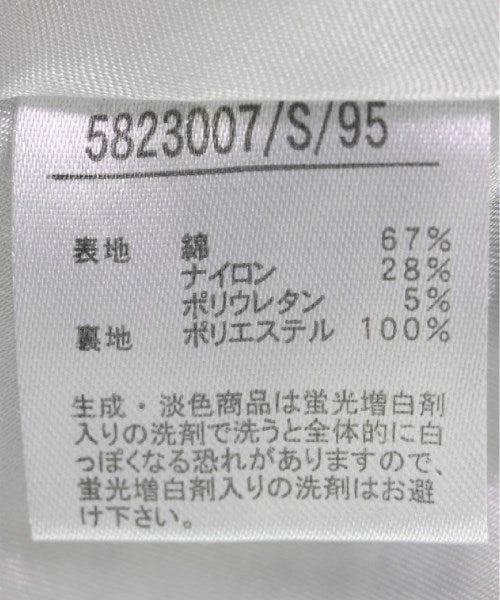 5823007/S/95
表地 綿 67%
ナイロン 28%
ポリウレタン 5%
裏地 ポリエステル 100%
生成・淡色商品は蛍光増白剤
入りの洗剤で洗うと全体的に白
っぽくなる恐れがありますので、
蛍光増白剤入りの洗剤はお避
け下さい。